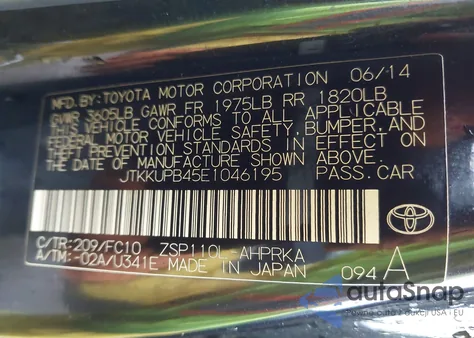 MFD. BY: TOYOTA MOTOR CORPORATION 06/14
GVWR 3605LB GAWR FR 1975LB RR 1820LB
THIS VEHICLE CONFORMS TO ALL APPLICABLE
FEDERAL MOTOR VEHICLE SAFETY, BUMPER, AND
THEFT PREVENTION STANDARDS IN EFFECT ON
THE DATE OF MANUFACTURE SHOWN ABOVE.
JTKKUPB45E1046195 PASS.CAR
C/TR: 209/FC10 ZSP110L-AHPRKA
A/TM: -02A/U341E MADE IN JAPAN 094 A
TOYOTA
autoSnap